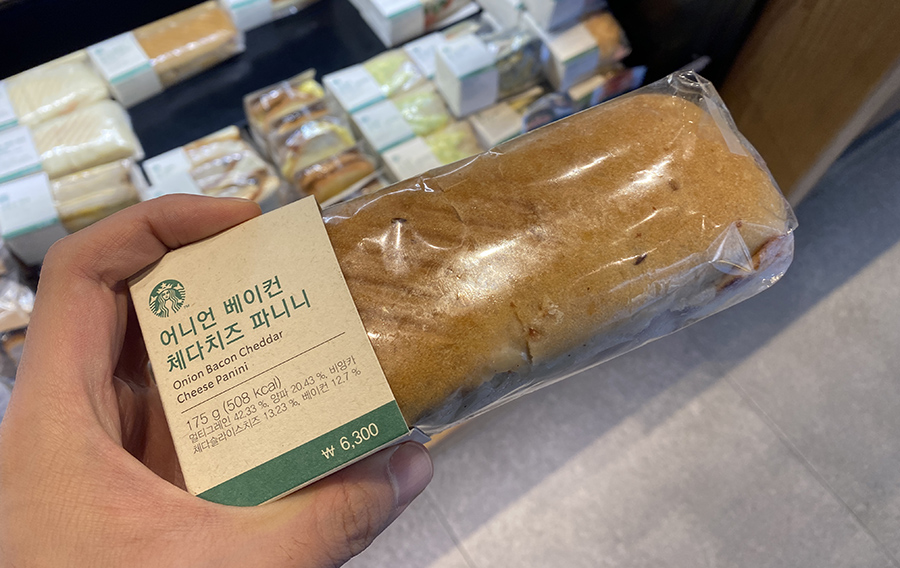 어니언 베이컨
체다치즈 파니니
Onion Bacon Cheddar
Cheese Panini
175 g (508 kcal)
멀티그레인 42.33 %, 양파 20.43 %, 비밍카
체다슬라이스치즈 13.23 %, 베이컨 12.7 %
₩ 6,300